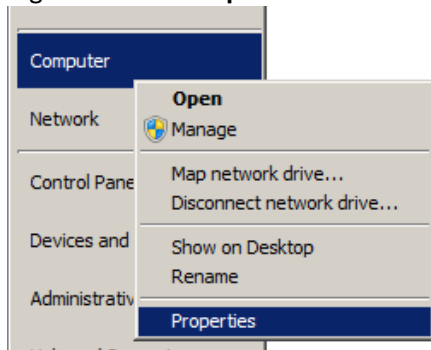 Computer
Open
Network
Manage
Control Pane
Map network drive...
Disconnect network drive...
Devices and
Show on Desktop
Rename
Administrativ
Properties